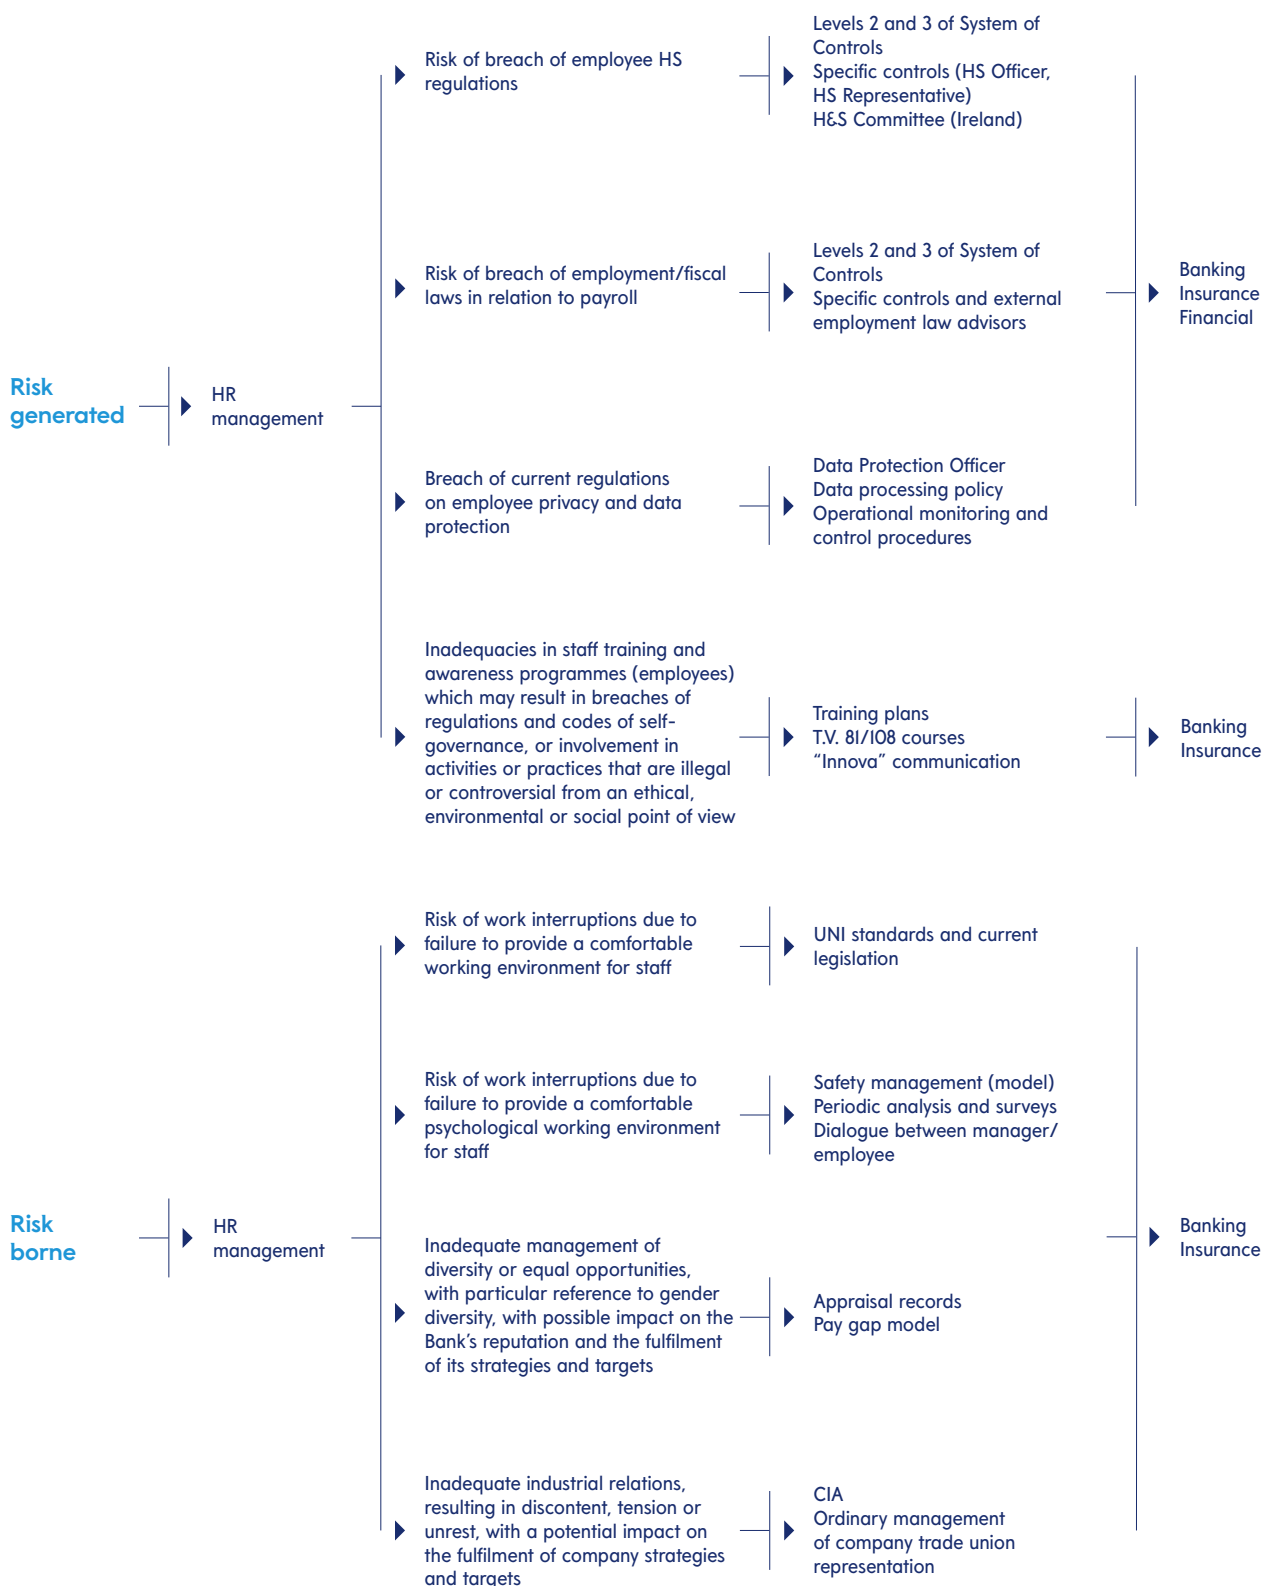 Risk of breach of employee HS
regulations
Levels 2 and 3 of System of
Controls
Specific controls (HS Officer,
HS Representative)
H&S Committee (Ireland)
Risk of breach of employment/fiscal
laws in relation to payroll
Levels 2 and 3 of System of
Controls
Specific controls and external
employment law advisors
Banking
Insurance
Financial
Risk
generated
HR
management
Breach of current regulations
on employee privacy and data
protection
Data Protection Officer
Data processing policy
Operational monitoring and
control procedures
Inadequacies in staff training and
awareness programmes (employees)
which may result in breaches of
regulations and codes of self-
governance, or involvement in
activities or practices that are illegal
or controversial from an ethical,
environmental or social point of view
Training plans
T.V. 81/108 courses
“Innova” communication
Banking
Insurance
Risk of work interruptions due to
failure to provide a comfortable
working environment for staff
UNI standards and current
legislation
Risk of work interruptions due to
failure to provide a comfortable
psychological working environment
for staff
Safety management (model)
Periodic analysis and surveys
Dialogue between manager/
employee
Risk
borne
HR
management
Inadequate management of
diversity or equal opportunities,
with particular reference to gender
diversity, with possible impact on the
Bank’s reputation and the fulfilment
of its strategies and targets
Appraisal records
Pay gap model
Banking
Insurance
Inadequate industrial relations,
resulting in discontent, tension or
unrest, with a potential impact on
the fulfilment of company strategies
and targets
CIA
Ordinary management
of company trade union
representation